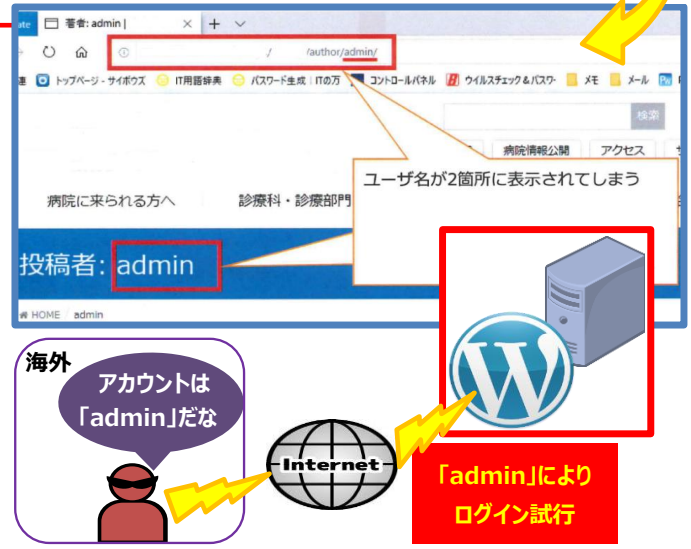 ate 著者: admin | × + ∨
/ /author/admin/
トップページ - サイボウズ IT用語辞典 パスワード生成 | ITの万 コントロールパネル ウイルスチェック&パスワ- メモ メール
検索
病院情報公開 アクセス
ユーザ名が2箇所に表示されてしまう
病院に来られる方へ 診療科・診療部門
投稿者: admin
HOME / admin
海外
アカウントは
「admin」だな
Internet
「admin」により
ログイン試行